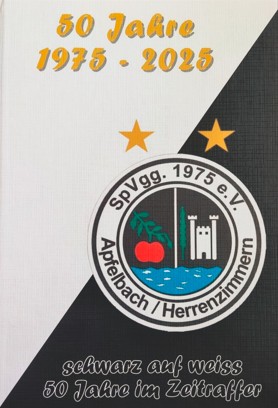 50 Jahre
1975 - 2025
SpVgg. 1975 e.V.
Apfelbach / Herrenzimmern
schwarz auf weiss
50 Jahre im Zeitraffer